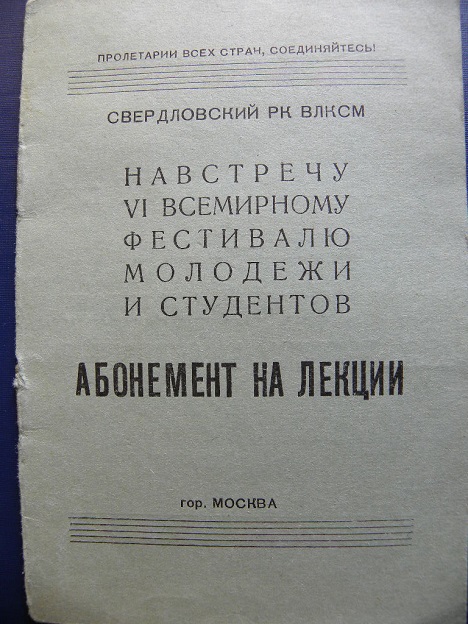 ПРОЛЕТАРИИ ВСЕХ СТРАН, СОЕДИНЯЙТЕСЬ!
СВЕРДЛОВСКИЙ РК ВЛКСМ
НАВСТРЕЧУ
VI ВСЕМИРНОМУ
ФЕСТИВАЛЮ
МОЛОДЕЖИ
И СТУДЕНТОВ
АБОНЕМЕНТ НА ЛЕКЦИИ
гор. МОСКВА